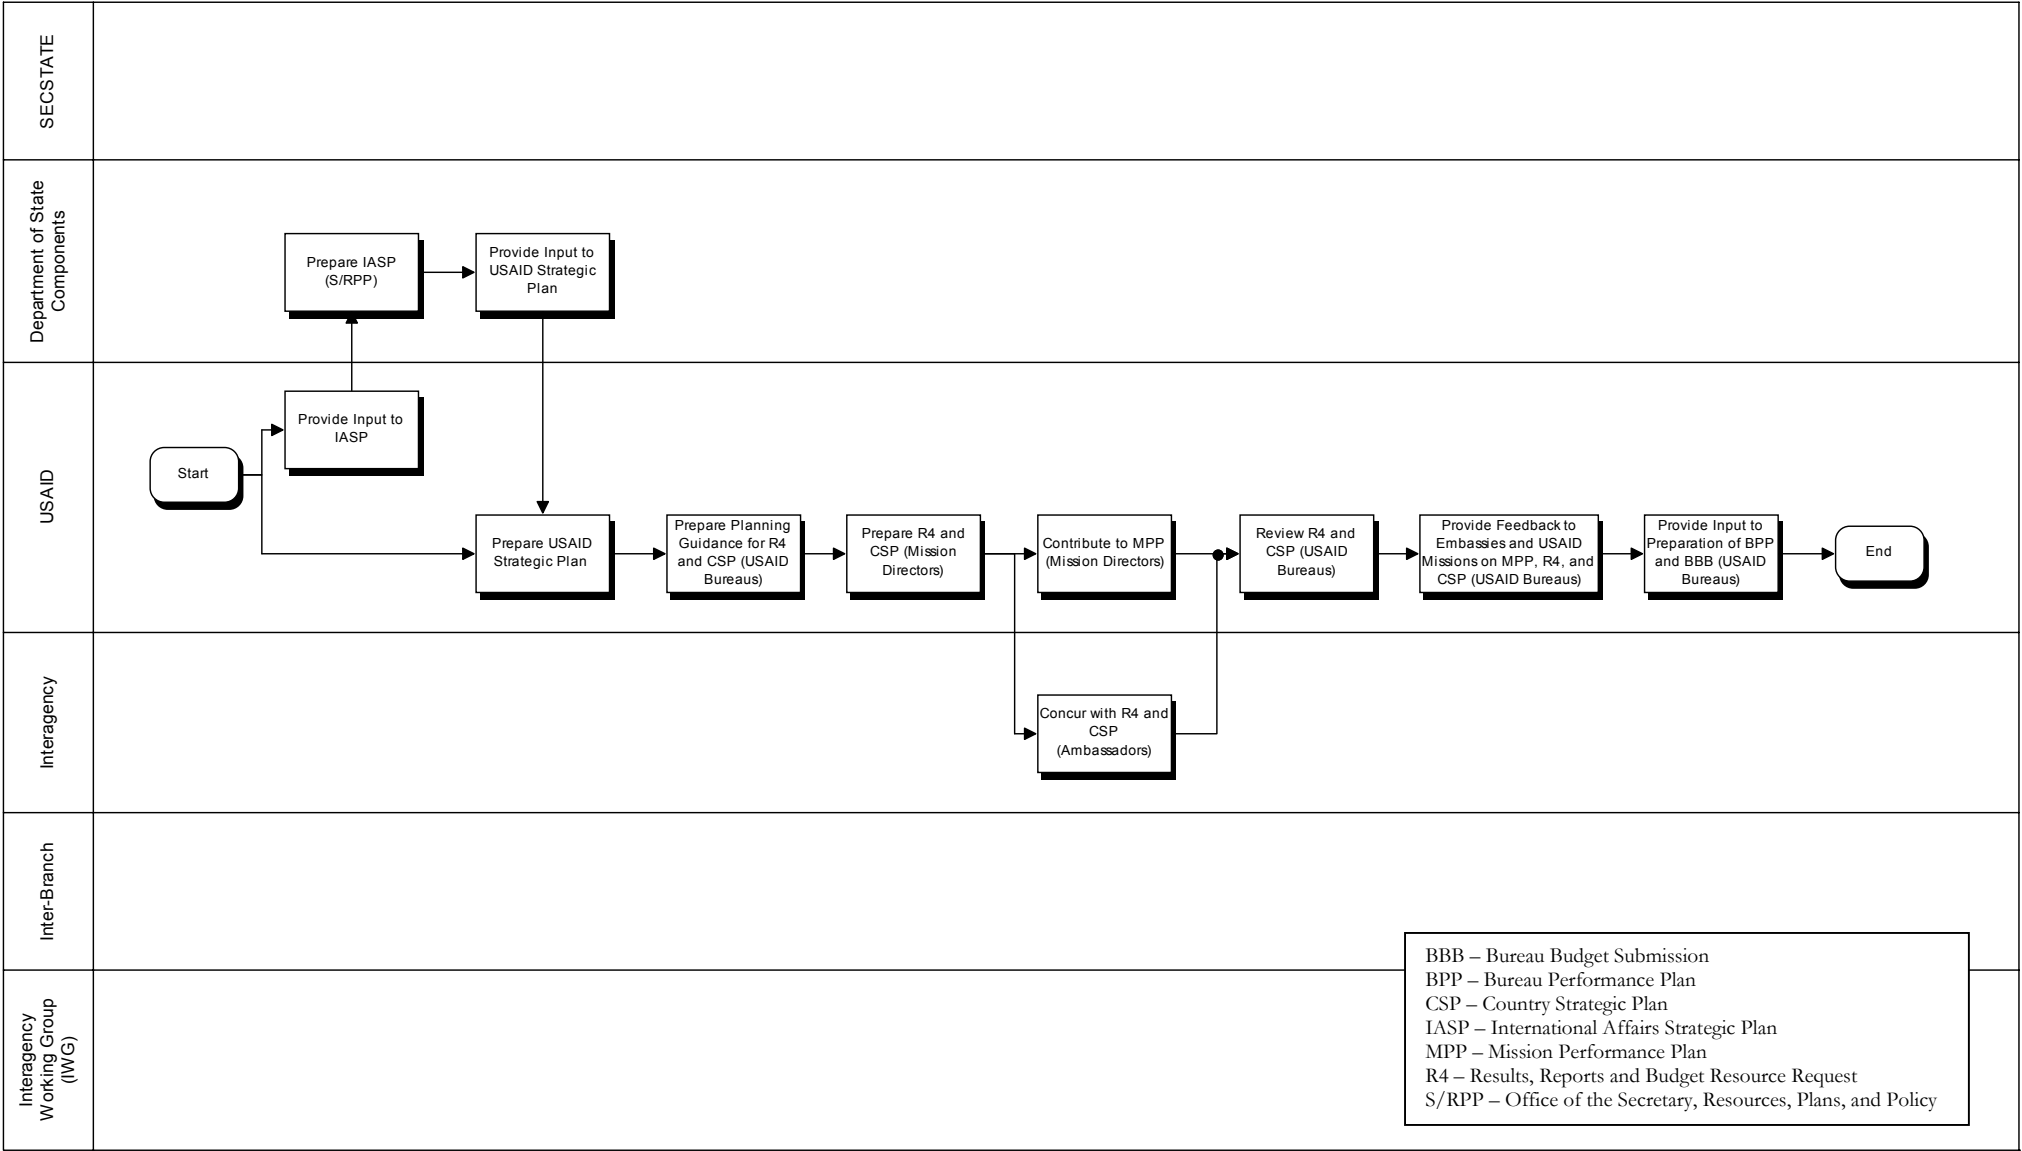 SECSTATE
Department of State
Components
Prepare IASP
(S/RPP)
Provide Input to
USAID Strategic
Plan
USAID
Start
Provide Input to
IASP
Prepare USAID
Strategic Plan
Prepare Planning
Guidance for R4
and CSP (USAID
Bureaus)
Prepare R4 and
CSP (Mission
Directors)
Contribute to MPP
(Mission Directors)
Review R4 and
CSP (USAID
Bureaus)
Provide Feedback to
Embassies and USAID
Missions on MPP, R4, and
CSP (USAID Bureaus)
Provide Input to
Preparation of BPP
and BBB (USAID
Bureaus)
End
Interagency
Concur with R4 and
CSP
(Ambassadors)
Inter-Branch
Interagency
Working Group
(IWG)
BBB – Bureau Budget Submission
BPP – Bureau Performance Plan
CSP – Country Strategic Plan
IASP – International Affairs Strategic Plan
MPP – Mission Performance Plan
R4 – Results, Reports and Budget Resource Request
S/RPP – Office of the Secretary, Resources, Plans, and Policy